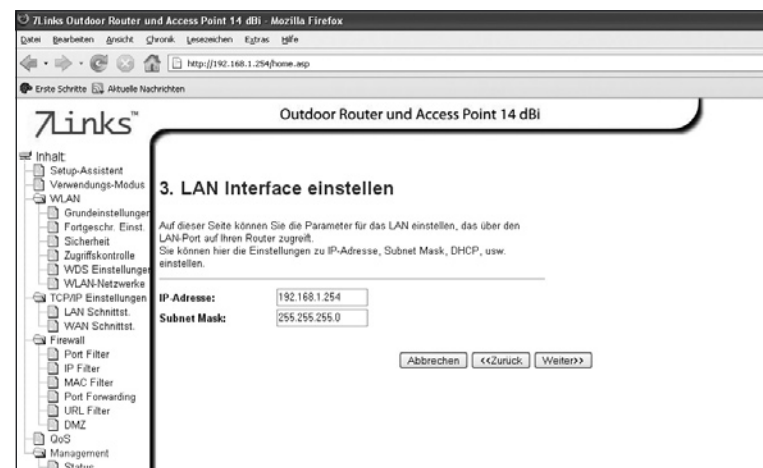 7Links Outdoor Router und Access Point 14 dBi - Mozilla Firefox
Datei Bearbeiten Ansicht Chronik Lesezeichen Extras Hilfe
http://192.168.1.254/home.asp
Erste Schritte Aktuelle Nachrichten
7Links™
Outdoor Router und Access Point 14 dBi
Inhalt:
Setup-Assistent
Verwendungs-Modus
WLAN
Grundeinstellungen
Fortgeschr. Einst.
Sicherheit
Zugriffskontrolle
WDS Einstellungen
WLAN-Netzwerke
TCP/IP Einstellungen
LAN Schnittst.
WAN Schnittst.
Firewall
Port Filter
IP Filter
MAC Filter
Port Forwarding
URL Filter
DMZ
QoS
Management
Status
3. LAN Interface einstellen
Auf dieser Seite können Sie die Parameter für das LAN einstellen, das über den
LAN-Port auf Ihren Router zugreift.
Sie können hier die Einstellungen zu IP-Adresse, Subnet Mask, DHCP, usw.
einstellen.
IP-Adresse: 192.168.1.254
Subnet Mask: 255.255.255.0
Abbrechen <<Zurück Weiter>>